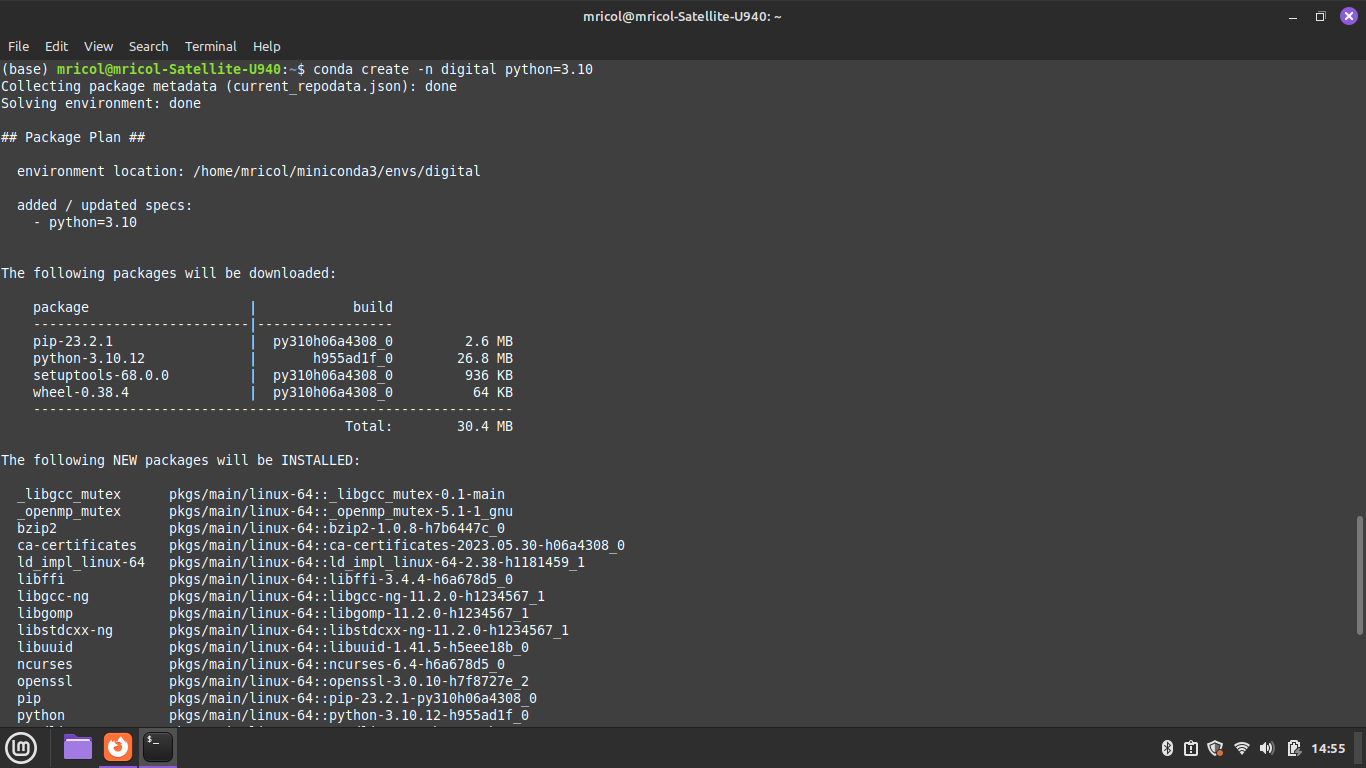 mricol@mricol-Satellite-U940: ~
File Edit View Search Terminal Help
(base) mricol@mricol-Satellite-U940:~$ conda create -n digital python=3.10
Collecting package metadata (current_repodata.json): done
Solving environment: done
## Package Plan ##
environment location: /home/mricol/miniconda3/envs/digital
added / updated specs:
- python=3.10
The following packages will be downloaded:
package | build
---------------------------|-----------------
pip-23.2.1 | py310h06a4308_0 2.6 MB
python-3.10.12 | h955ad1f_0 26.8 MB
setuptools-68.0.0 | py310h06a4308_0 936 KB
wheel-0.38.4 | py310h06a4308_0 64 KB
------------------------------------------------------------
Total: 30.4 MB
The following NEW packages will be INSTALLED:
_libgcc_mutex pkgs/main/linux-64::_libgcc_mutex-0.1-main
_openmp_mutex pkgs/main/linux-64::_openmp_mutex-5.1-1_gnu
bzip2 pkgs/main/linux-64::bzip2-1.0.8-h7b6447c_0
ca-certificates pkgs/main/linux-64::ca-certificates-2023.05.30-h06a4308_0
ld_impl_linux-64 pkgs/main/linux-64::ld_impl_linux-64-2.38-h1181459_1
libffi pkgs/main/linux-64::libffi-3.4.4-h6a678d5_0
libgcc-ng pkgs/main/linux-64::libgcc-ng-11.2.0-h1234567_1
libgomp pkgs/main/linux-64::libgomp-11.2.0-h1234567_1
libstdcxx-ng pkgs/main/linux-64::libstdcxx-ng-11.2.0-h1234567_1
libuuid pkgs/main/linux-64::libuuid-1.41.5-h5eee18b_0
ncurses pkgs/main/linux-64::ncurses-6.4-h6a678d5_0
openssl pkgs/main/linux-64::openssl-3.0.10-h7f8727e_2
pip pkgs/main/linux-64::pip-23.2.1-py310h06a4308_0
python pkgs/main/linux-64::python-3.10.12-h955ad1f_0
14:55